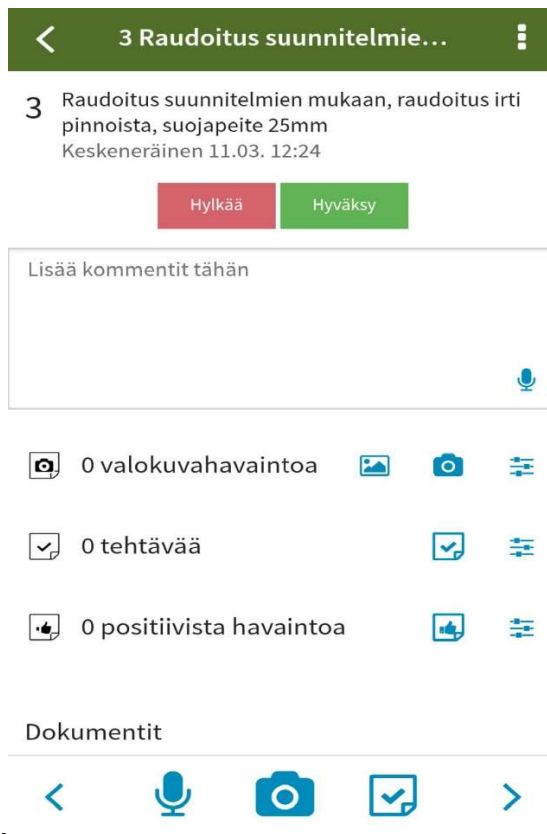 3 Raudoitus suunnitelmie...
3 Raudoitus suunnitelmien mukaan, raudoitus irti
pinnoista, suojapeite 25mm
Keskeneräinen 11.03. 12:24
Hylkää Hyväksy
Lisää kommentit tähän
0 valokuvahavaintoa
0 tehtävää
0 positiivista havaintoa
Dokumentit